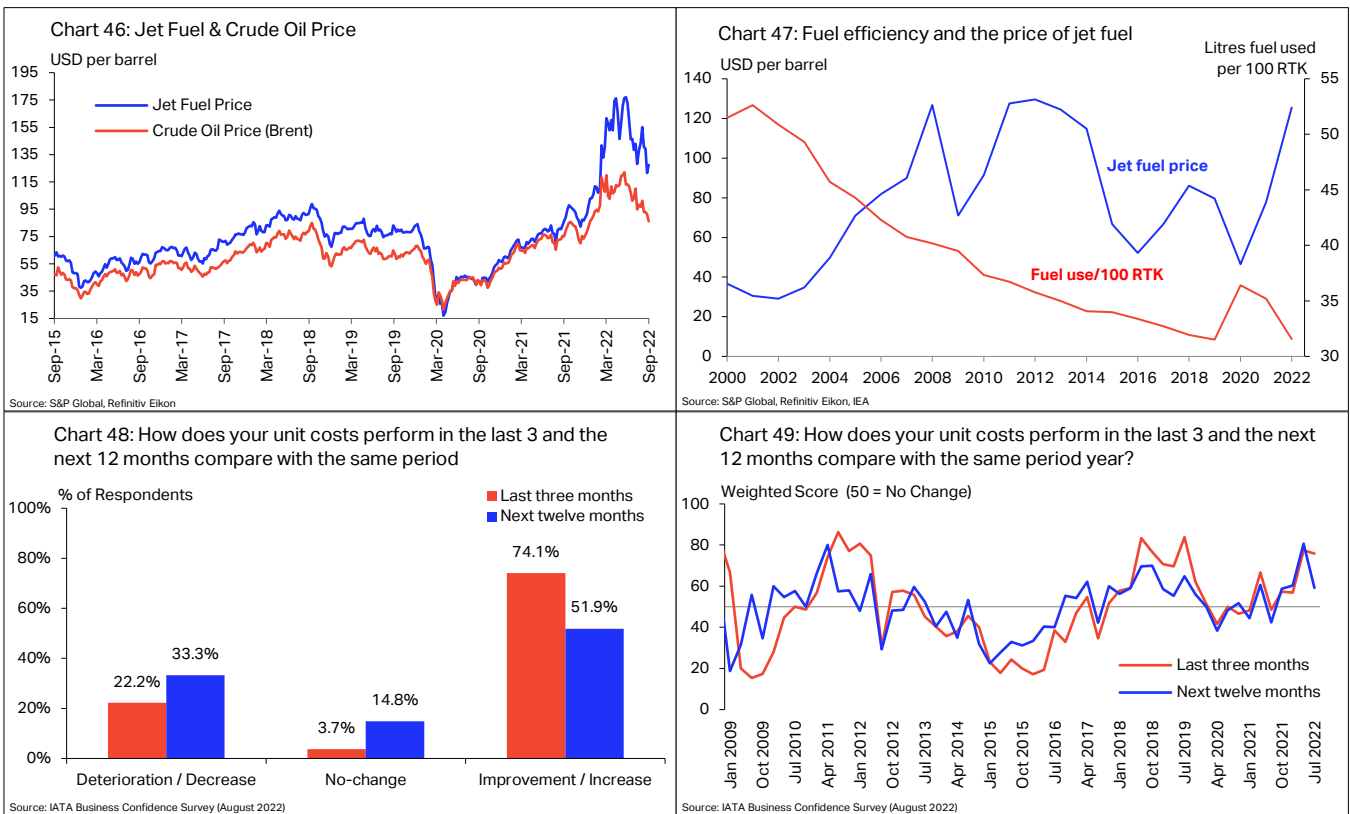 Chart 46: Jet Fuel & Crude Oil Price
USD per barrel
195
175
155
135
115
95
75
55
35
15
Jet Fuel Price
Crude Oil Price (Brent)
Sep-15
Mar-16
Sep-16
Mar-17
Sep-17
Mar-18
Sep-18
Mar-19
Sep-19
Mar-20
Sep-20
Mar-21
Sep-21
Mar-22
Sep-22
Source: S&P Global, Refinitiv Eikon
Chart 47: Fuel efficiency and the price of jet fuel
USD per barrel
Litres fuel used
per 100 RTK
140
120
100
80
60
40
20
0
55
50
45
40
35
30
Jet fuel price
Fuel use/100 RTK
2000 2002 2004 2006 2008 2010 2012 2014 2016 2018 2020 2022
Source: S&P Global, Refinitiv Eikon, IEA
Chart 48: How does your unit costs perform in the last 3 and the
next 12 months compare with the same period
% of Respondents
Last three months
Next twelve months
100%
80%
60%
40%
20%
0%
22.2%
33.3%
3.7%
14.8%
74.1%
51.9%
Deterioration / Decrease
No-change
Improvement / Increase
Source: IATA Business Confidence Survey (August 2022)
Chart 49: How does your unit costs perform in the last 3 and the next
12 months compare with the same period year?
Weighted Score (50 = No Change)
100
80
60
40
20
0
Last three months
Next twelve months
Jan 2009
Oct 2009
Jul 2010
Apr 2011
Jan 2012
Oct 2012
Jul 2013
Apr 2014
Jan 2015
Oct 2015
Jul 2016
Apr 2017
Jan 2018
Oct 2018
Jul 2019
Apr 2020
Jan 2021
Oct 2021
Jul 2022
Source: IATA Business Confidence Survey (August 2022)